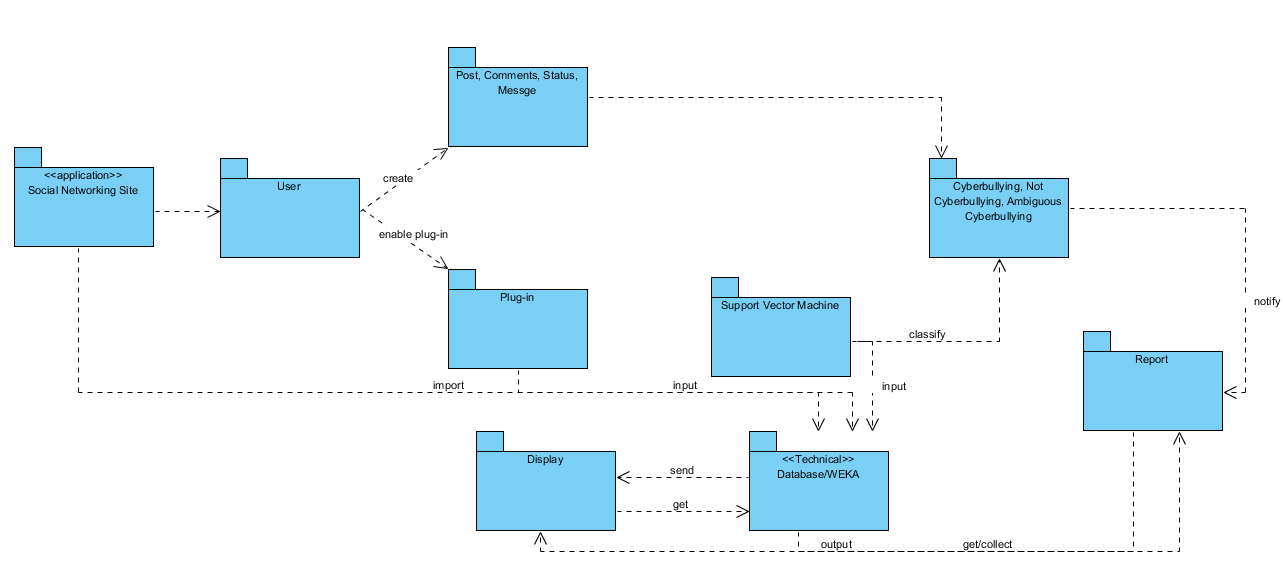 Post, Comments, Status,
Messge
<<application>>
Social Networking Site
User
create
enable plug-in
Cyberbullying, Not
Cyberbullying, Ambiguous
Cyberbullying
Plug-in
Support Vector Machine
notify
classify
Report
import
input
input
Display
<<Technical>>
Database/WEKA
send
get
output
get/collect